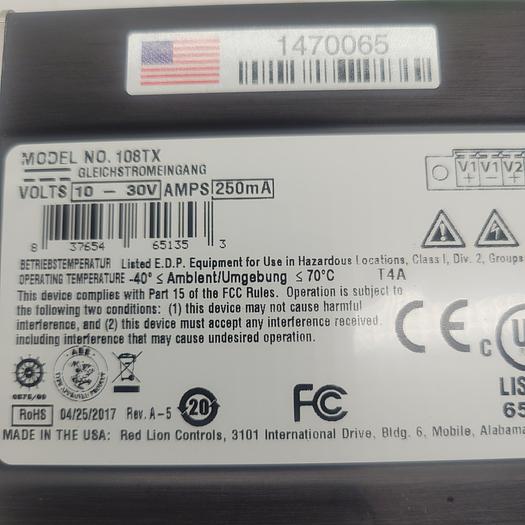 1470065
MODEL NO. 108TX
GLEICHSTROMEINGANG
VOLTS 10 - 30V AMPS 250mA
V1 V1 V2
8 37654 65135 3
BETRIEBSTEMPERATUR Listed E.D.P. Equipment for Use in Hazardous Locations, Class I, Div. 2, Groups
OPERATING TEMPERATURE -40° ≤ Ambient/Umgebung ≤ 70°C T4A
This device complies with Part 15 of the FCC Rules. Operation is subject to
the following two conditions: (1) this device may not cause harmful
interference, and (2) this device must accept any interference received,
including interference that may cause undesired operation.
CE
c U
ABS
TYPE APPROVED PRODUCT
20
FC
LIS
65
RoHS 04/25/2017 Rev. A-5
MADE IN THE USA: Red Lion Controls, 3101 International Drive, Bldg. 6, Mobile, Alabama